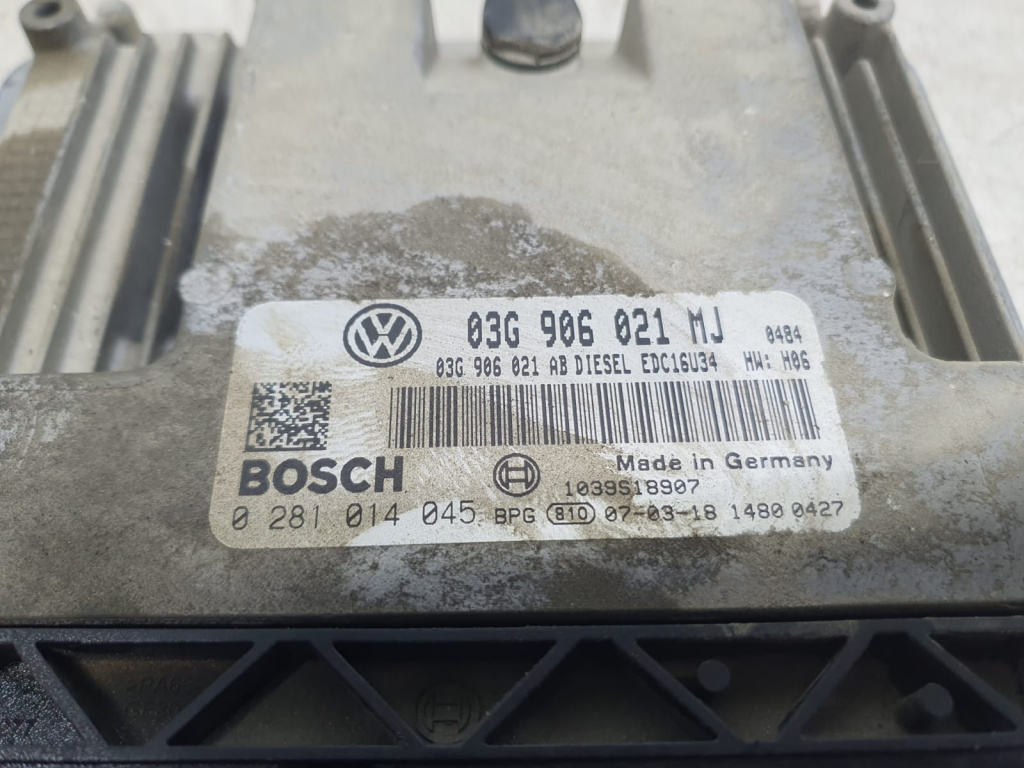 03G 906 021 MJ 0484
03G 906 021 AB DIESEL EDC16U34 HW: H06
BOSCH
Made in Germany
1039S18907
0 281 014 045 BPG 810 07-03-18 1480 0427